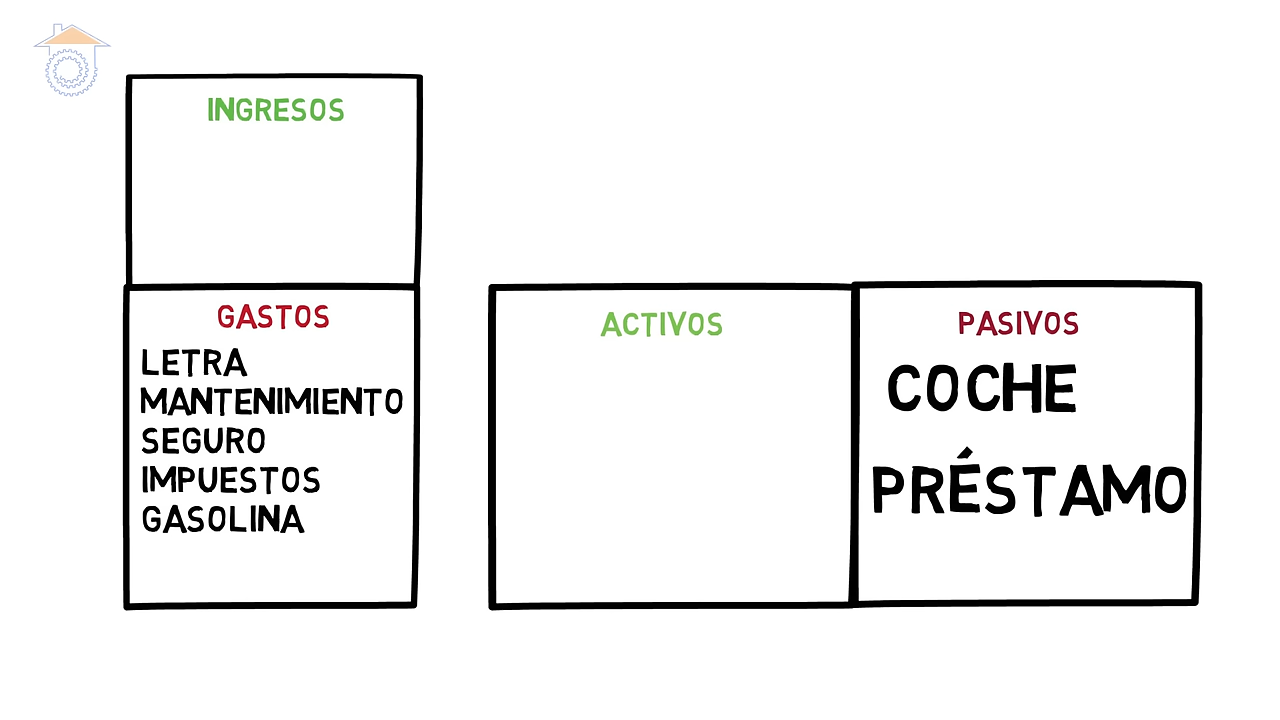 INGRESOS
GASTOS
LETRA
MANTENIMIENTO
SEGURO
IMPUESTOS
GASOLINA
ACTIVOS
PASIVOS
COCHE
PRÉSTAMO